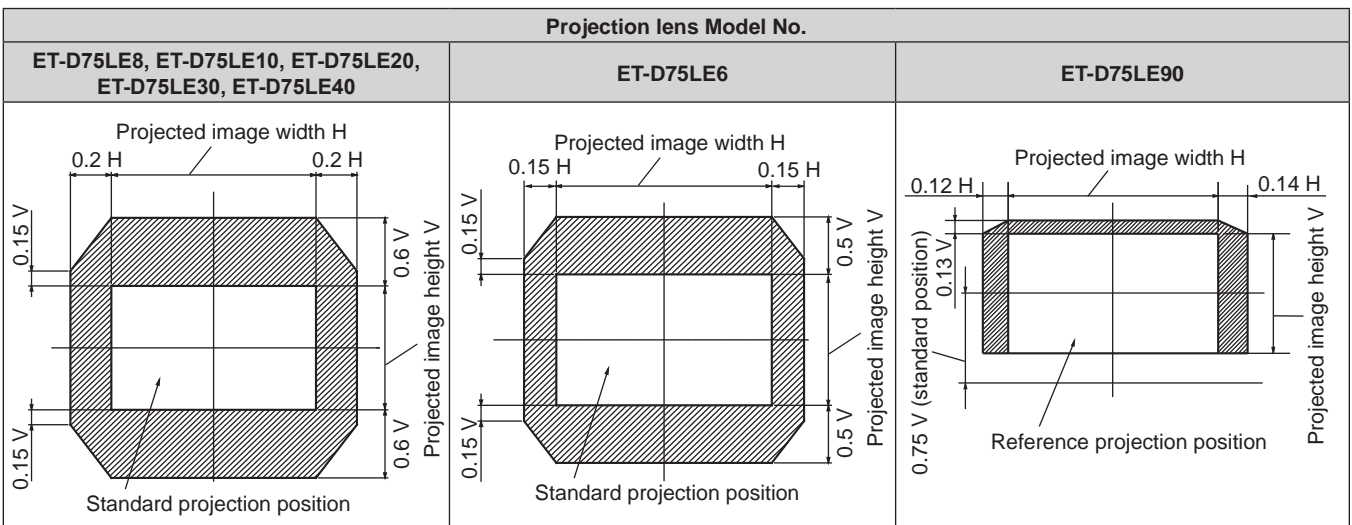 Projection lens Model No.
ET-D75LE8, ET-D75LE10, ET-D75LE20,
ET-D75LE30, ET-D75LE40
ET-D75LE6
ET-D75LE90
Projected image width H
0.2 H
0.2 H
0.15 V
0.6 V
Projected image height V
0.15 V
0.6 V
Standard projection position
Projected image width H
0.15 H
0.15 H
0.15 V
0.5 V
Projected image height V
0.15 V
0.5 V
Standard projection position
Projected image width H
0.12 H
0.14 H
0.75 V (standard position)
0.13 V
Projected image height V
Reference projection position